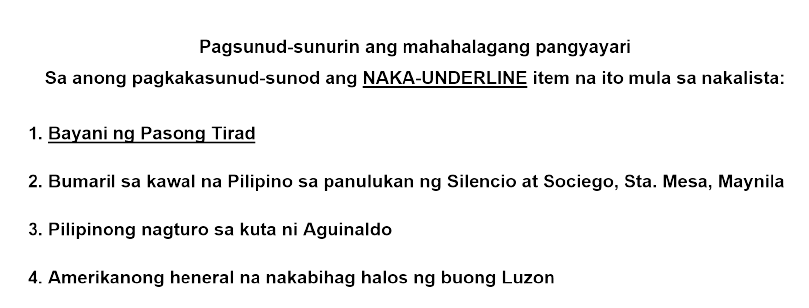 Pagsunud-sunurin ang mahahalagang pangyayari
Sa anong pagkakasunud-sunod ang NAKA-UNDERLINE item na ito mula sa nakalista:
1. Bayani ng Pasong Tirad
2. Bumaril sa kawal na Pilipino sa panulukan ng Silencio at Sociego, Sta. Mesa, Maynila
3. Pilipinong nagturo sa kuta ni Aguinaldo
4. Amerikanong heneral na nakabihag halos ng buong Luzon